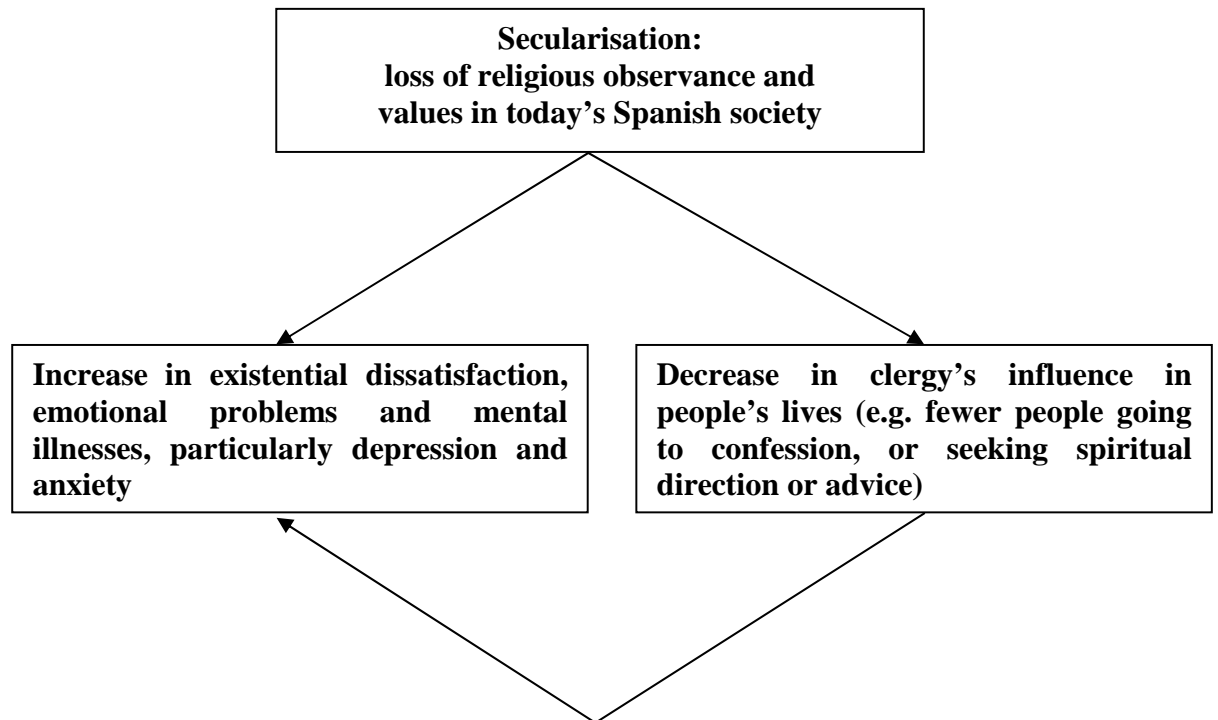 Secularisation:
loss of religious observance and
values in today's Spanish society
Increase in existential dissatisfaction,
emotional problems and mental
illnesses, particularly depression and
anxiety
Decrease in clergy's influence in
people's lives (e.g. fewer people going
to confession, or seeking spiritual
direction or advice)